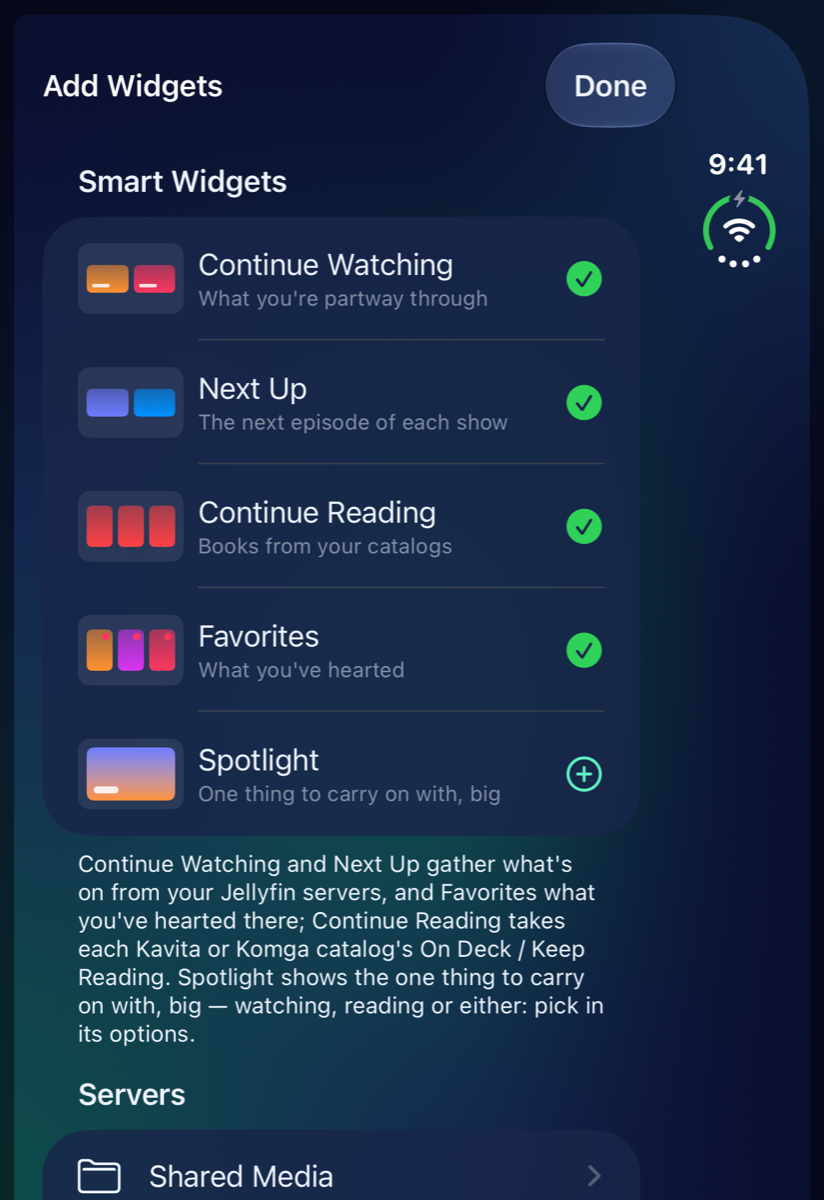 Add Widgets
Done
9:41
Smart Widgets
Continue Watching
What you're partway through
Next Up
The next episode of each show
Continue Reading
Books from your catalogs
Favorites
What you've hearted
Spotlight
One thing to carry on with, big
Continue Watching and Next Up gather what's
on from your Jellyfin servers, and Favorites what
you've hearted there; Continue Reading takes
each Kavita or Komga catalog's On Deck / Keep
Reading. Spotlight shows the one thing to carry
on with, big — watching, reading or either: pick in
its options.
Servers
Shared Media